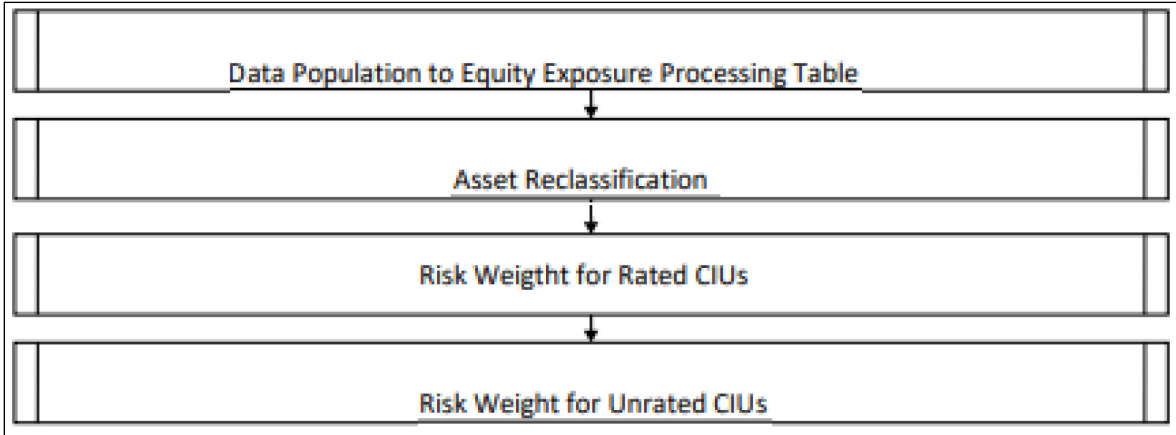 Data Population to Equity Exposure Processing Table
Asset Reclassification
Risk Weigtht for Rated CIUs
Risk Weight for Unrated CIUs